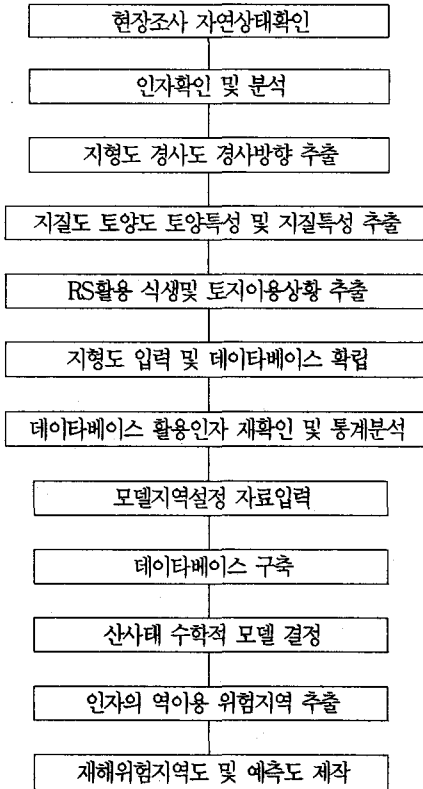 현장조사 자연상태확인
인자확인 및 분석
지형도 경사도 경사방향 추출
지질도 토양도 토양특성 및 지질특성 추출
RS활용 식생및 토지이용상황 추출
지형도 입력 및 데이타베이스 확립
데이타베이스 활용인자 재확인 및 통계분석
모델지역설정 자료입력
데이타베이스 구축
산사태 수학적 모델 결정
인자의 역이용 위험지역 추출
재해위험지역도 및 예측도 제작